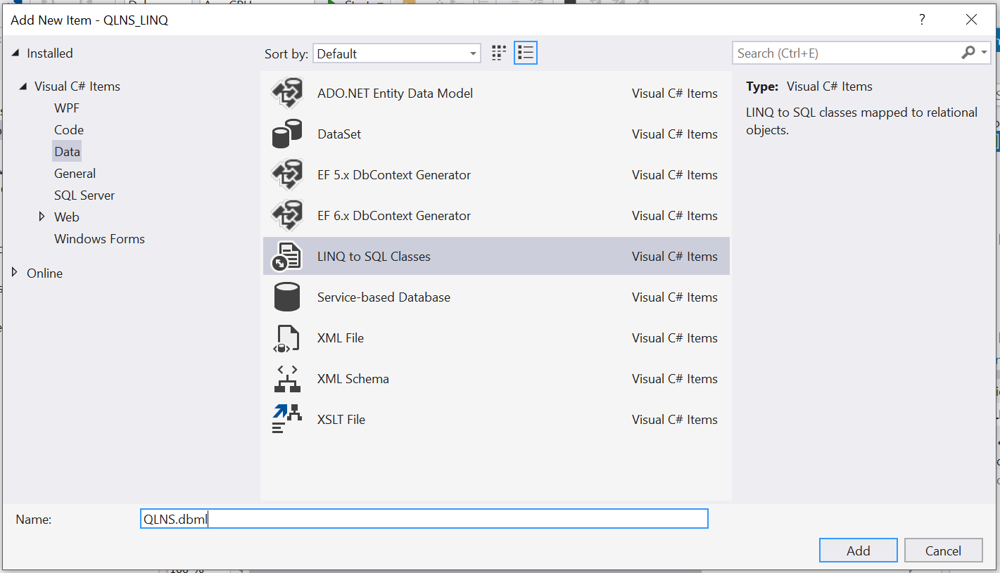 Add New Item - QLNS_LINQ
?
Installed
Sort by: Default
Search (Ctrl+E)
Visual C# Items
WPF
Code
Data
General
SQL Server
Web
Windows Forms
Online
ADO.NET Entity Data Model Visual C# Items
DataSet Visual C# Items
EF 5.x DbContext Generator Visual C# Items
EF 6.x DbContext Generator Visual C# Items
LINQ to SQL Classes Visual C# Items
Service-based Database Visual C# Items
XML File Visual C# Items
XML Schema Visual C# Items
XSLT File Visual C# Items
Type: Visual C# Items
LINQ to SQL classes mapped to relational
objects.
Name: QLNS.dbml
Add Cancel